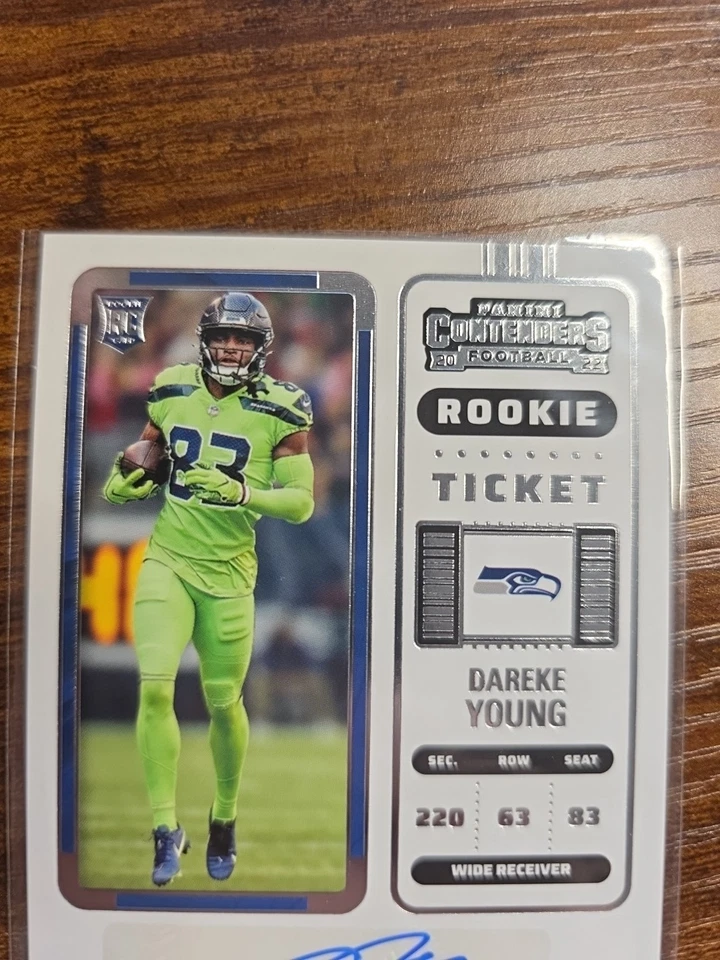 RC
83
PANINI
CONTENDERS
20 FOOTBALL 22
ROOKIE
TICKET
DAREKE
YOUNG
SEC. ROW SEAT
220 63 83
WIDE RECEIVER